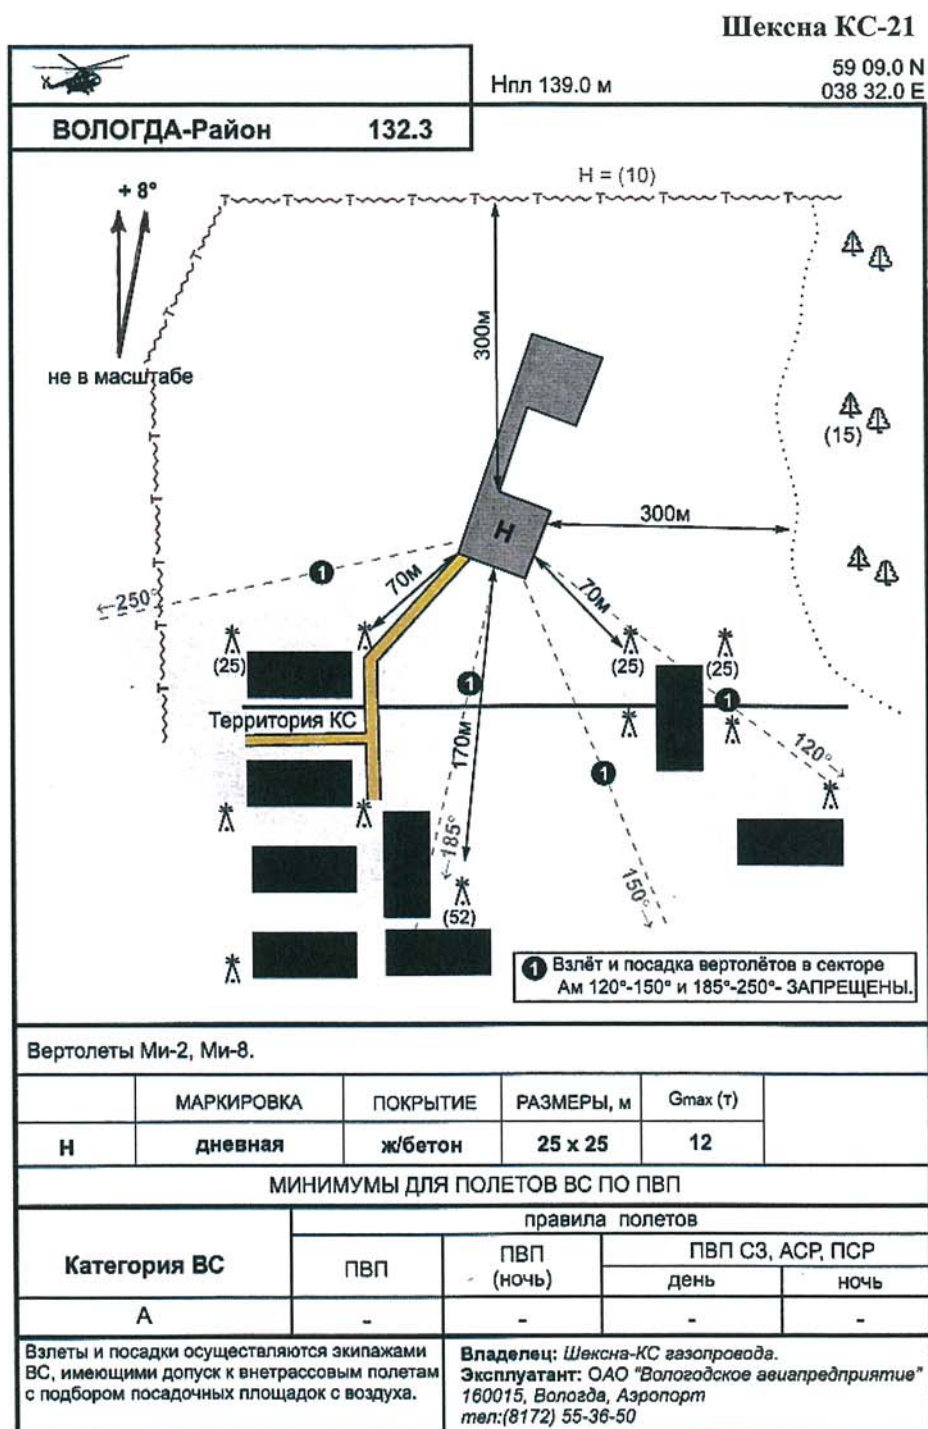 Шексна КС-21
Нпл 139.0 м
59 09.0 N
038 32.0 E
ВОЛОГДА-Район 132.3
+ 8°
не в масштабе
H = (10)
300м
(15)
H
300м
1
70м
70м
←250°
(25)
(25)
(25)
1
1
Территория КС
170м
1
120°→
←185°
150°→
(52)
1 Взлёт и посадка вертолётов в секторе
Ам 120°-150° и 185°-250°- ЗАПРЕЩЕНЫ.
Вертолеты Ми-2, Ми-8.
МАРКИРОВКА ПОКРЫТИЕ РАЗМЕРЫ, м Gmax (т)
Н дневная ж/бетон 25 х 25 12
МИНИМУМЫ ДЛЯ ПОЛЕТОВ ВС ПО ПВП
Категория ВС
правила полетов
ПВП
ПВП
(ночь)
ПВП СЗ, АСР, ПСР
день ночь
А - - - -
Взлеты и посадки осуществляются экипажами
ВС, имеющими допуск к внетрассовым полетам
с подбором посадочных площадок с воздуха.
Владелец: Шексна-КС газопровода.
Эксплуатант: ОАО "Вологодское авиапредприятие"
160015, Вологда, Аэропорт
тел:(8172) 55-36-50